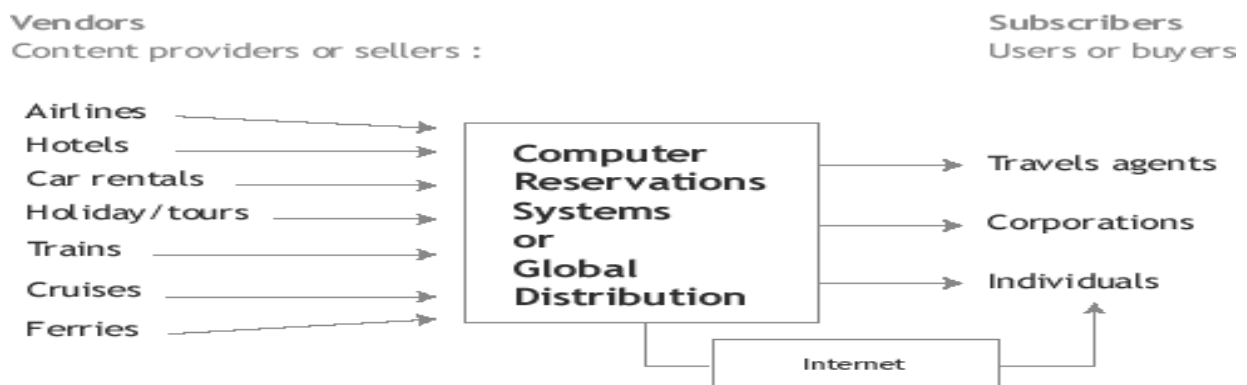 Vendors
Content providers or sellers :
Subscribers
Users or buyers
Airlines
Hotels
Car rentals
Holiday/tours
Trains
Cruises
Ferries
Computer
Reservations
Systems
or
Global
Distribution
Travels agents
Corporations
Individuals
Internet